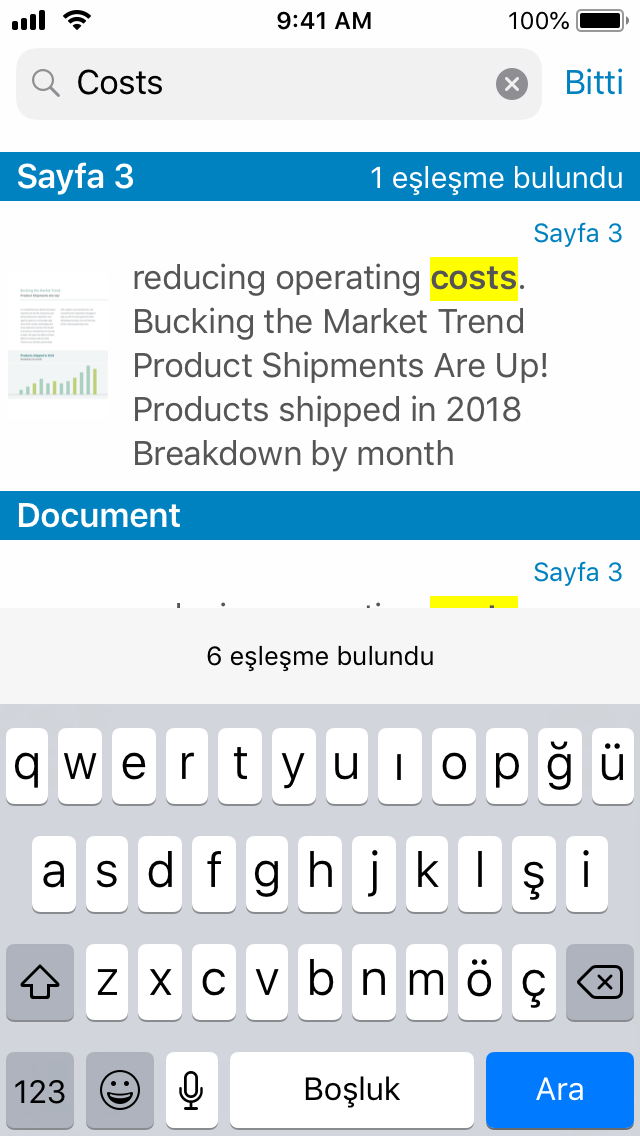 9:41 AM 100%
Costs Bitti
Sayfa 3 1 eşleşme bulundu
Sayfa 3
reducing operating costs.
Bucking the Market Trend
Product Shipments Are Up!
Products shipped in 2018
Breakdown by month
Document
Sayfa 3
6 eşleşme bulundu
q w e r t y u ı o p ğ ü
a s d f g h j k l ş i
z x c v b n m ö ç
123 Boşluk Ara